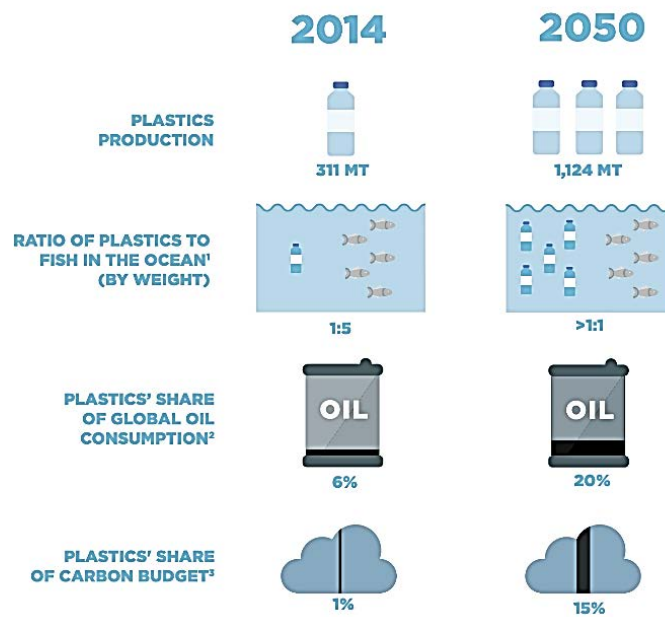 2014 2050
PLASTICS
PRODUCTION
311 MT 1,124 MT
RATIO OF PLASTICS TO
FISH IN THE OCEAN¹
(BY WEIGHT)
1:5 >1:1
PLASTICS’ SHARE
OF GLOBAL OIL
CONSUMPTION²
OIL OIL
6% 20%
PLASTICS' SHARE
OF CARBON BUDGET³
1% 15%